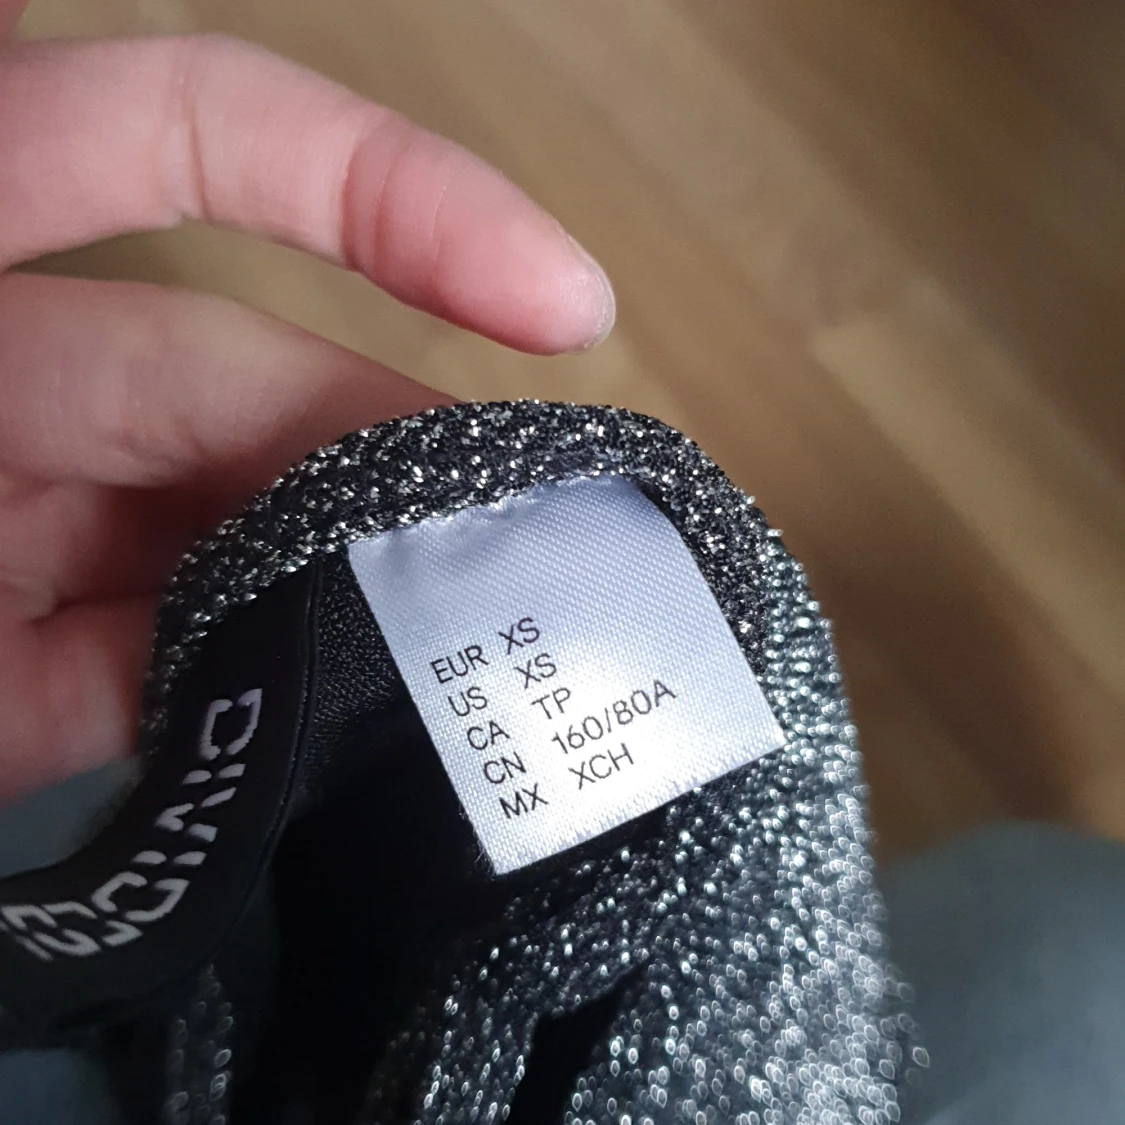 EUR XS
US XS
CA TP
CN 160/80A
MX XCH